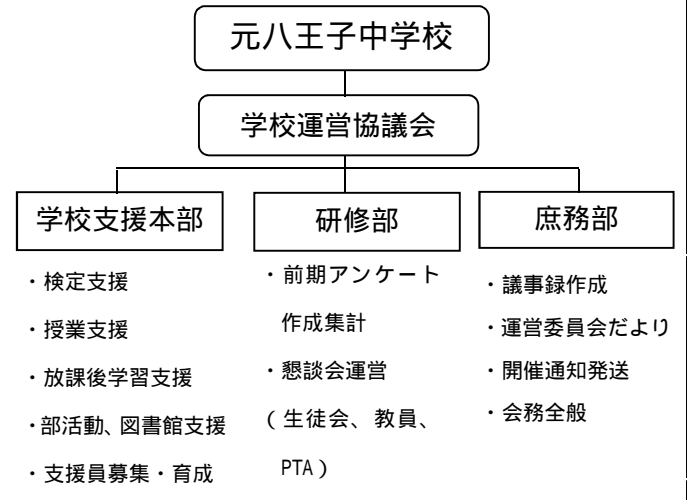 元八王子中学校
学校運営協議会
学校支援本部
・検定支援
・授業支援
・放課後学習支援
・部活動、図書館支援
・支援員募集・育成
研修部
・前期アンケート
作成集計
・懇談会運営
(生徒会、教員、
PTA)
庶務部
・議事録作成
・運営委員会だより
・開催通知発送
・会務全般